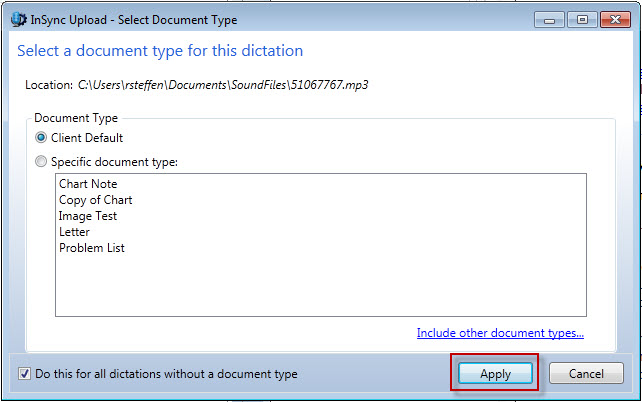 InSync Upload - Select Document Type
Select a document type for this dictation
Location: C:\Users\rsteffen\Documents\SoundFiles\51067767.mp3
Document Type
Client Default
Specific document type:
Chart Note
Copy of Chart
Image Test
Letter
Problem List
Include other document types...
Do this for all dictations without a document type
Apply
Cancel